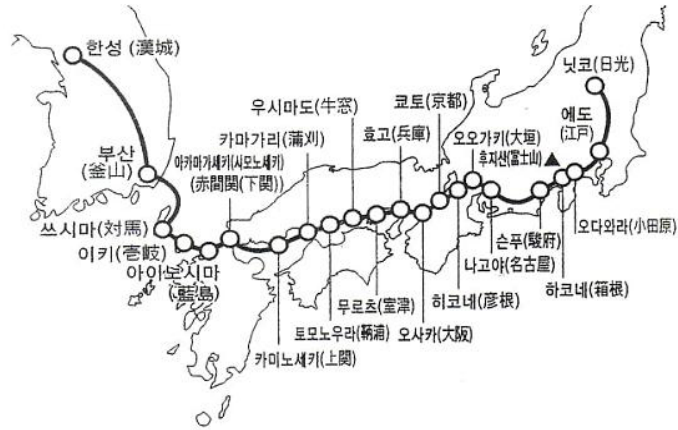 한성 (漢城)
부산
(釜山)
쓰시마(対馬)
이키(壱岐)
아이노시마
(藍島)
아카마가세키(시모노세키)
(赤間関(下関))
카미노세키(上関)
카마가리(蒲刈)
토모노우라(鞆浦)
우시마도(牛窓)
무로츠(室津)
효고(兵庫)
오사카(大阪)
쿄토(京都)
히코네(彦根)
오오가키(大垣)
나고야(名古屋)
후지산(富士山)
슨푸(駿府)
하코네(箱根)
오다와라(小田原)
에도
(江戸)
닛코(日光)